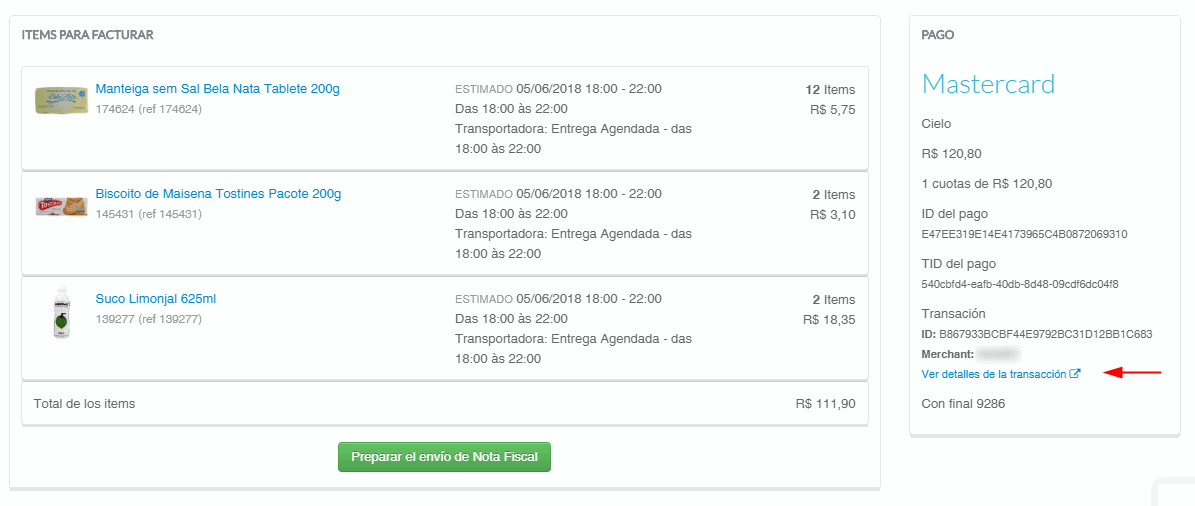 ITEMS PARA FACTURAR
Manteiga sem Sal Bela Nata Tablete 200g
174624 (ref 174624)
ESTIMADO 05/06/2018 18:00 - 22:00
Das 18:00 às 22:00
Transportadora: Entrega Agendada - das
18:00 às 22:00
12 Items
R$ 5,75
Biscoito de Maisena Tostines Pacote 200g
145431 (ref 145431)
ESTIMADO 05/06/2018 18:00 - 22:00
Das 18:00 às 22:00
Transportadora: Entrega Agendada - das
18:00 às 22:00
2 Items
R$ 3,10
Suco Limonjal 625ml
139277 (ref 139277)
ESTIMADO 05/06/2018 18:00 - 22:00
Das 18:00 às 22:00
Transportadora: Entrega Agendada - das
18:00 às 22:00
2 Items
R$ 18,35
Total de los items
R$ 111,90
Preparar el envío de Nota Fiscal
PAGO
Mastercard
Cielo
R$ 120,80
1 cuotas de R$ 120,80
ID del pago
E47EE319E14E4173965C4B0872069310
TID del pago
540cbfd4-eafb-40db-8d48-09cdf6dc04f8
Transación
ID: B867933BCBF44E9792BC31D12BB1C683
Merchant:
Ver detalles de la transacción
Con final 9286